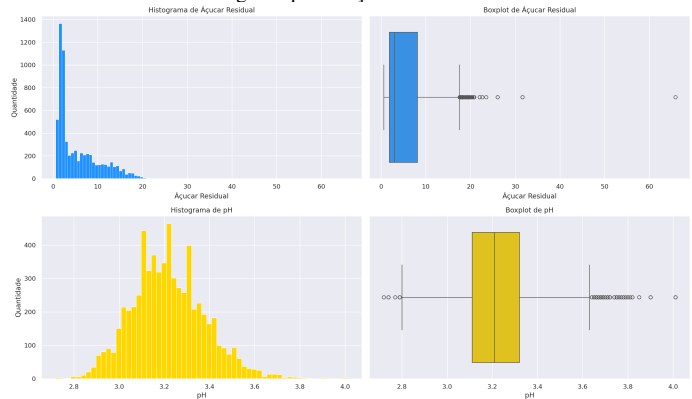 Histograma de Açúcar Residual
Boxplot de Açúcar Residual
Quantidade
1400
1200
1000
800
600
400
200
0
0 10 20 30 40 50 60
Açucar Residual
0 10 20 30 40 50 60
Açucar Residual
Histograma de pH
Boxplot de pH
Quantidade
400
300
200
100
0
2.8 3.0 3.2 3.4 3.6 3.8 4.0
pH
2.8 3.0 3.2 3.4 3.6 3.8 4.0
pH